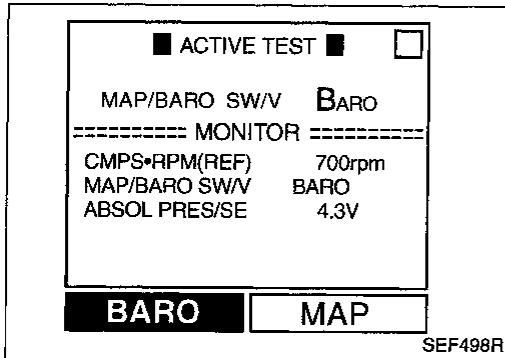 ■ ACTIVE TEST ■ □
MAP/BARO SW/V BARO
========== MONITOR ==========
CMPS•RPM(REF) 700rpm
MAP/BARO SW/V BARO
ABSOL PRES/SE 4.3V
BARO MAP
SEF498R